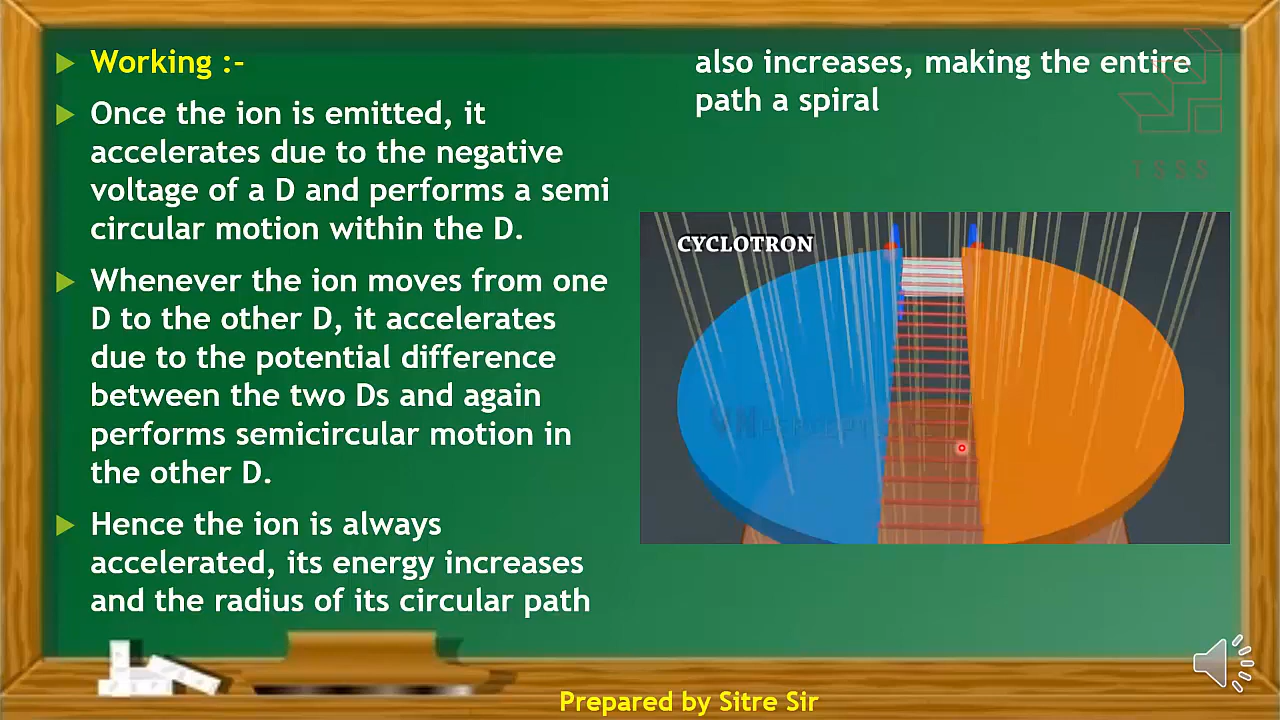 Working :-
Once the ion is emitted, it
accelerates due to the negative
voltage of a D and performs a semi
circular motion within the D.
Whenever the ion moves from one
D to the other D, it accelerates
due to the potential difference
between the two Ds and again
performs semicircular motion in
the other D.
Hence the ion is always
accelerated, its energy increases
and the radius of its circular path
also increases, making the entire
path a spiral
TSSS
CYCLOTRON
Prepared by Sitre Sir